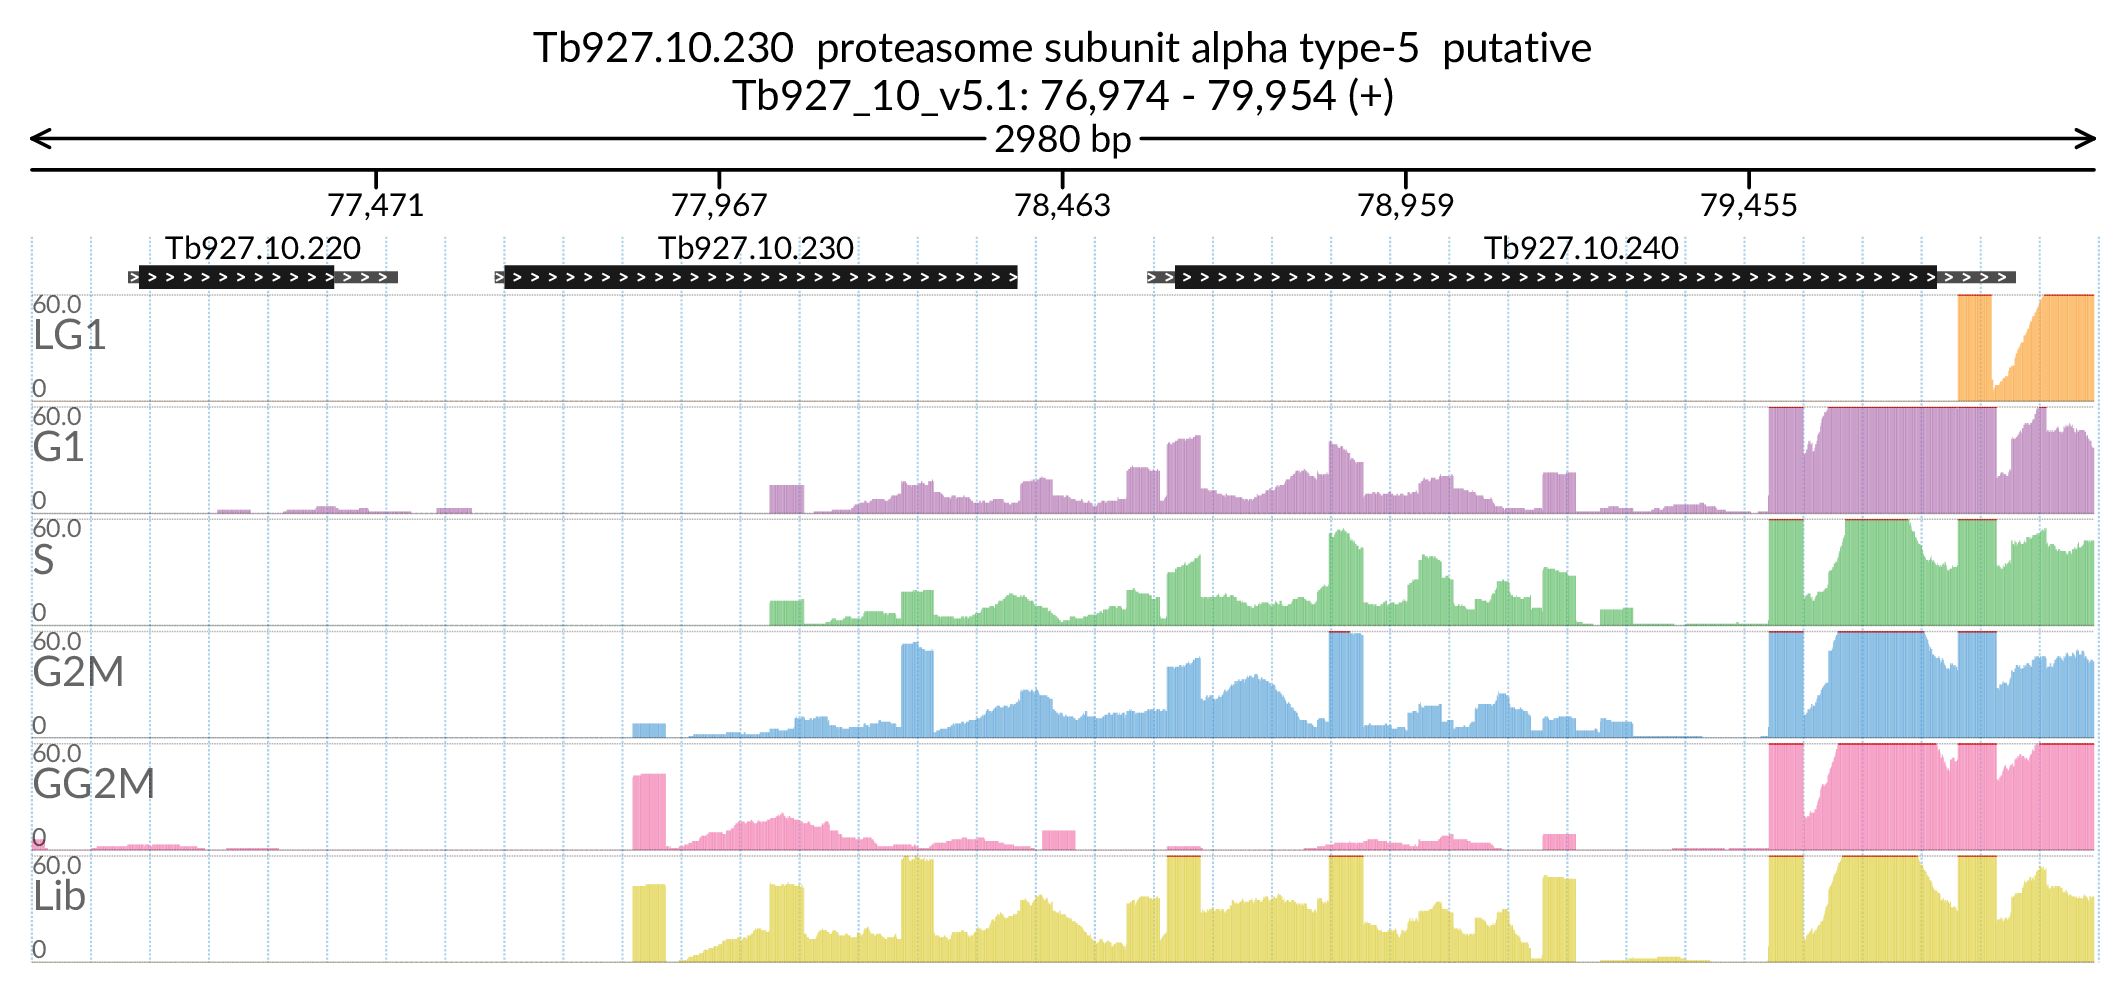 Tb927.10.230 proteasome subunit alpha type-5 putative
Tb927_10_v5.1: 76,974 - 79,954 (+)
2980 bp
77,471 77,967 78,463 78,959 79,455
Tb927.10.220 Tb927.10.230 Tb927.10.240
60.0
LG1
0
60.0
G1
0
60.0
S
0
60.0
G2M
0
60.0
GG2M
0
60.0
Lib
0